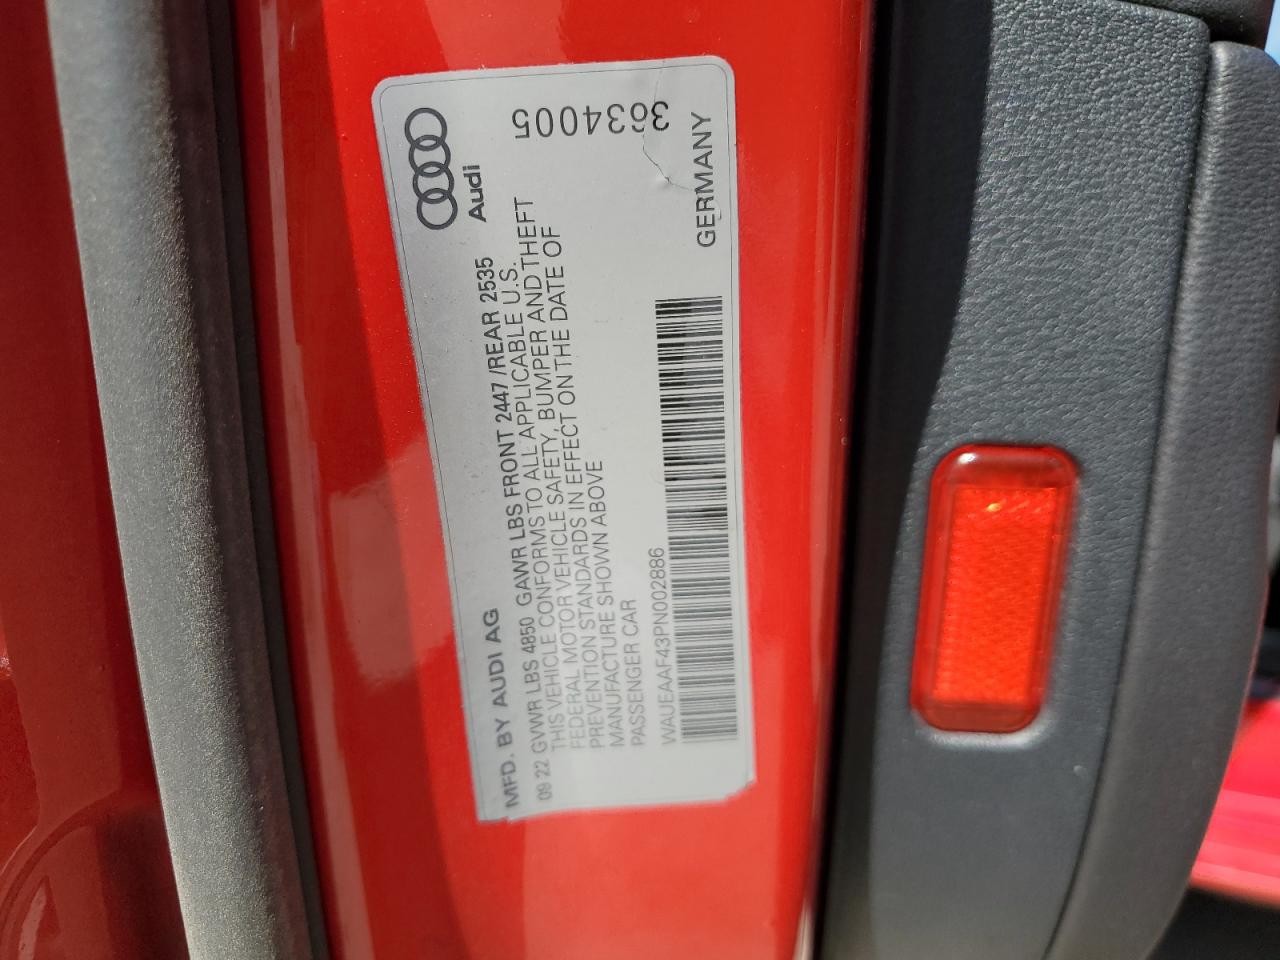 MFD. BY AUDI AG
Audi
09 22 GVWR LBS 4850 GAWR LBS FRONT 2447 /REAR 2535
THIS VEHICLE CONFORMS TO ALL APPLICABLE U.S.
FEDERAL MOTOR VEHICLE SAFETY, BUMPER AND THEFT
PREVENTION STANDARDS IN EFFECT ON THE DATE OF
MANUFACTURE SHOWN ABOVE
PASSENGER CAR
WAUEAAF43PN002886
GERMANY
3634005